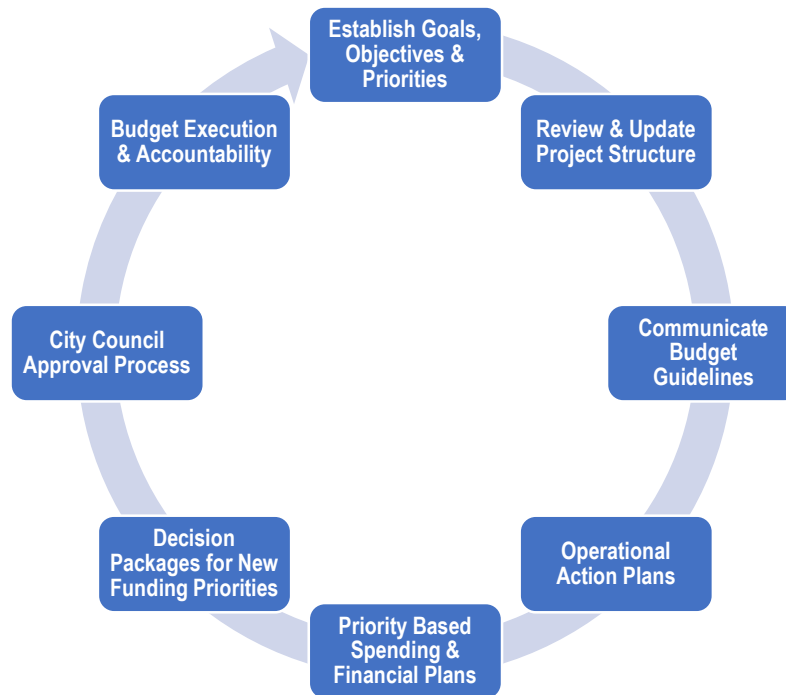 Establish Goals,
Objectives &
Priorities
Review & Update
Project Structure
Communicate
Budget
Guidelines
Operational
Action Plans
Priority Based
Spending &
Financial Plans
Decision
Packages for New
Funding Priorities
City Council
Approval Process
Budget Execution
& Accountability